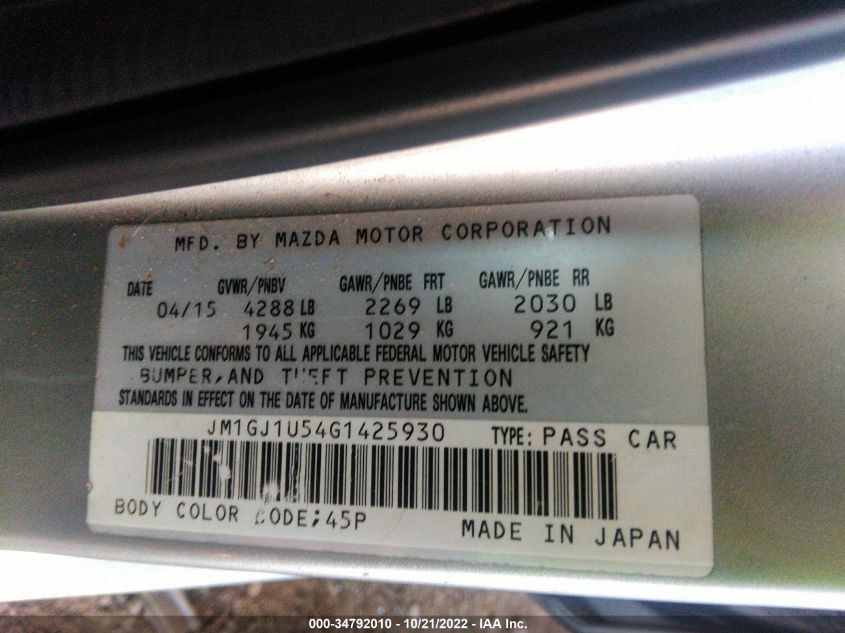 MFD. BY MAZDA MOTOR CORPORATION
DATE GVWR/PNBV GAWR/PNBE FRT GAWR/PNBE RR
04/15 4288 LB 2269 LB 2030 LB
1945 KG 1029 KG 921 KG
THIS VEHICLE CONFORMS TO ALL APPLICABLE FEDERAL MOTOR VEHICLE SAFETY
BUMPER, AND THEFT PREVENTION
STANDARDS IN EFFECT ON THE DATE OF MANUFACTURE SHOWN ABOVE.
JM1GJ1U54G1425930 TYPE: PASS CAR
BODY COLOR CODE;45P
MADE IN JAPAN
000-34792010 - 10/21/2022 - IAA Inc.